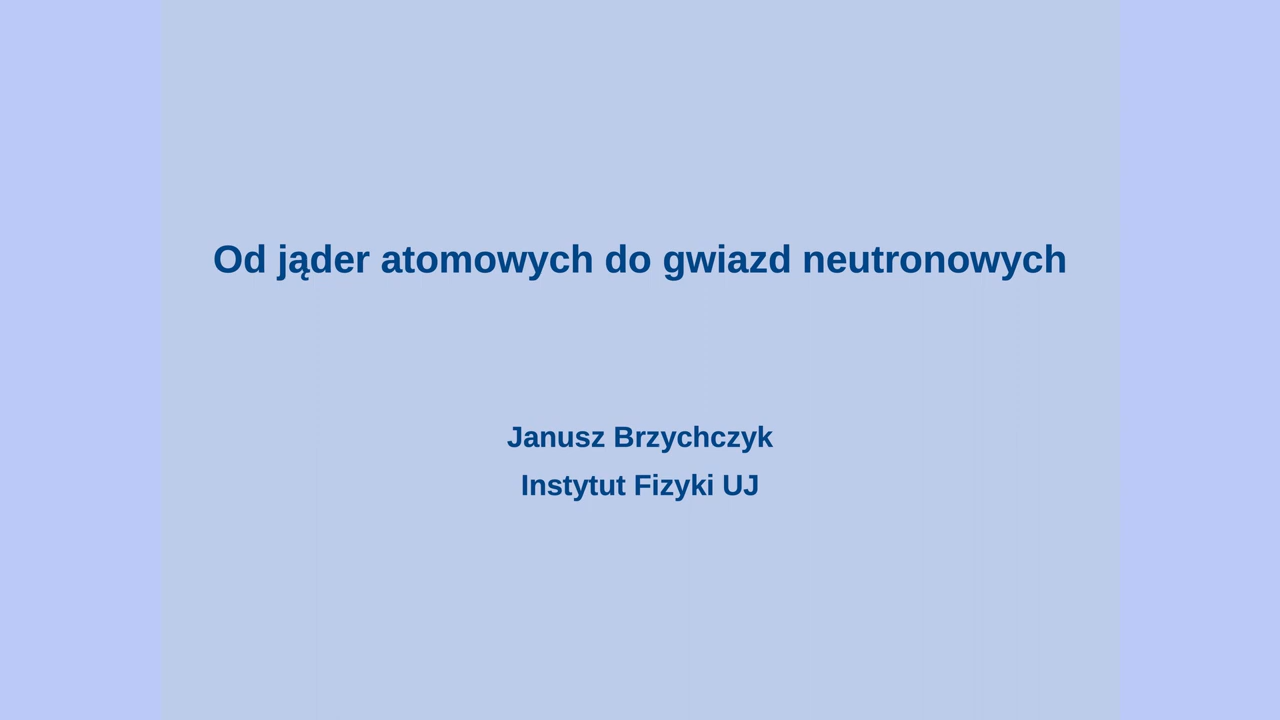 Od jąder atomowych do gwiazd neutronowych
Janusz Brzychczyk
Instytut Fizyki UJ